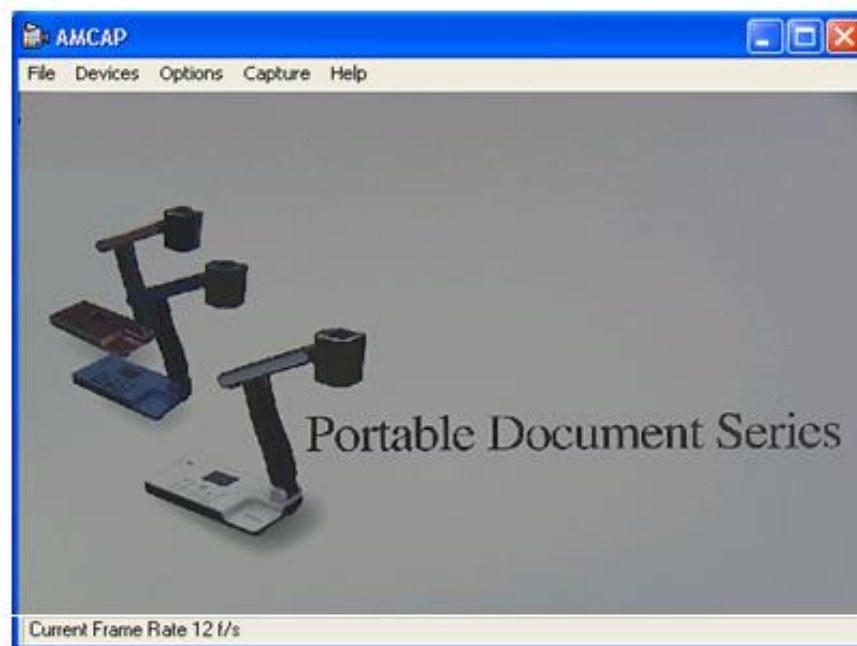 AMCAP
File Devices Options Capture Help
Portable Document Series
Current Frame Rate 12 f/s